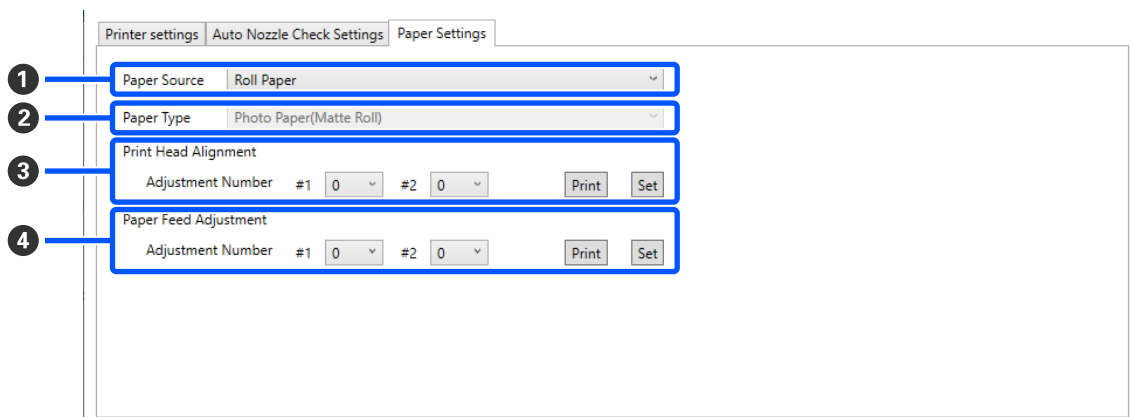 Printer settings Auto Nozzle Check Settings Paper Settings
1 Paper Source Roll Paper
2 Paper Type Photo Paper(Matte Roll)
Print Head Alignment
3 Adjustment Number #1 0 #2 0 Print Set
Paper Feed Adjustment
4 Adjustment Number #1 0 #2 0 Print Set